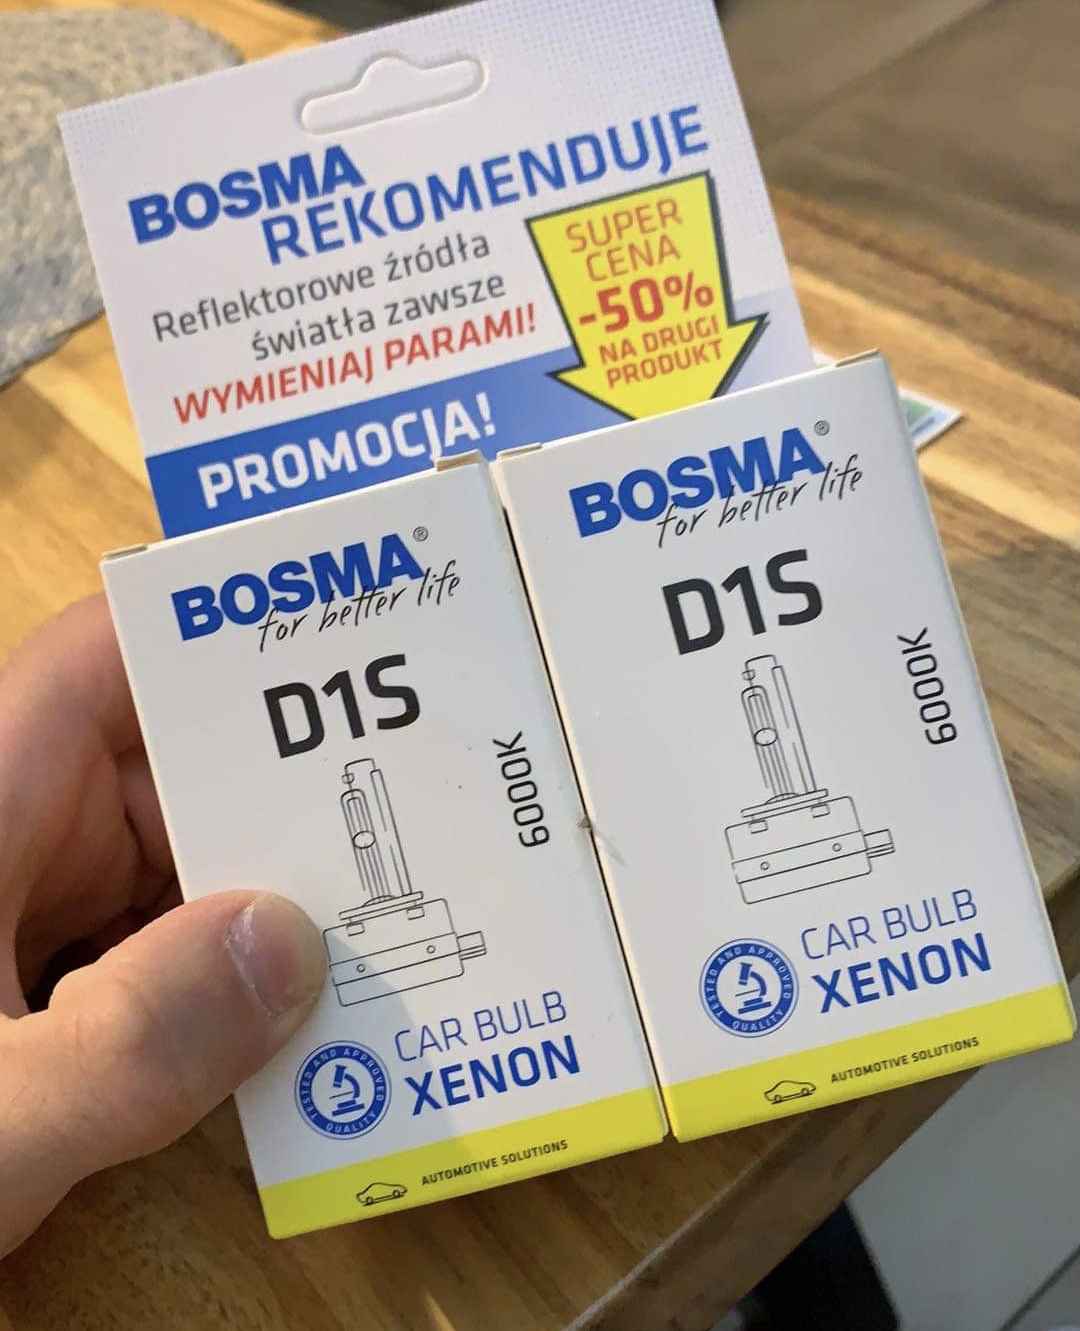 BOSMA
REKOMENDUJE
Reflektorowe źródła
światła zawsze
WYMIENIAJ PARAMI!
PROMOCJA!
SUPER
CENA
-50%
NA DRUGI
PRODUKT
BOSMA®
for better life
D1S
6000K
TESTED AND APPROVED
QUALITY
CAR BULB
XENON
AUTOMOTIVE SOLUTIONS
BOSMA®
for better life
D1S
6000K
TESTED AND APPROVED
QUALITY
CAR BULB
XENON
AUTOMOTIVE SOLUTIONS